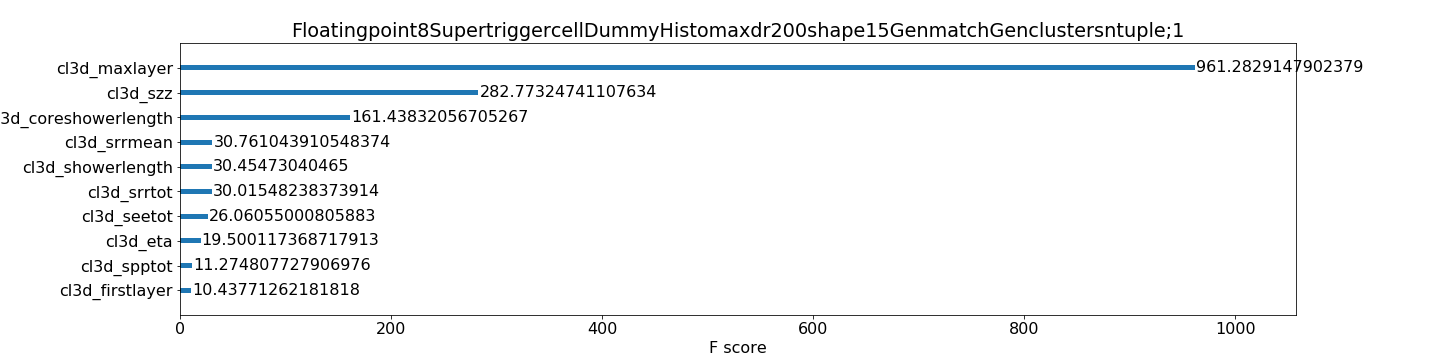 Floatingpoint8SupertriggercellDummyHistomaxdr200shape15GenmatchGenclustersntuple;1
cl3d_maxlayer 961.2829147902379
cl3d_szz 282.77324741107634
3d_coreshowerlength 161.43832056705267
cl3d_srrmean 30.761043910548374
cl3d_showerlength 30.45473040465
cl3d_srrtot 30.01548238373914
cl3d_seetot 26.06055000805883
cl3d_eta 19.500117368717913
cl3d_spptot 11.274807727906976
cl3d_firstlayer 10.43771262181818
0 200 400 600 800 1000
F score